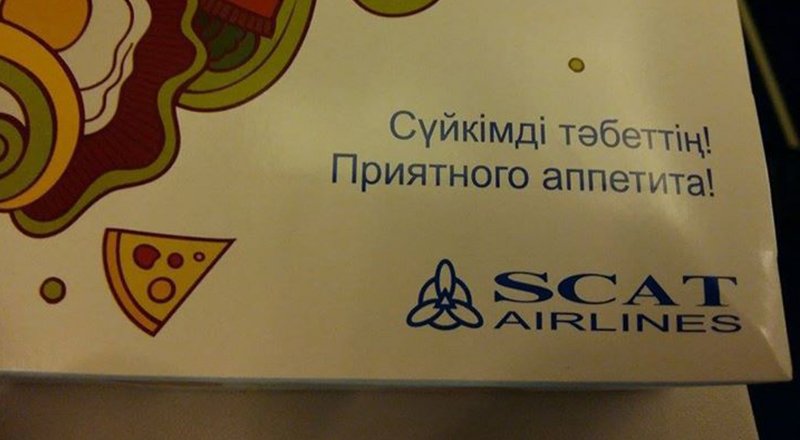 Сүйкімді тәбеттің!
Приятного аппетита!
SCAT
AIRLINES